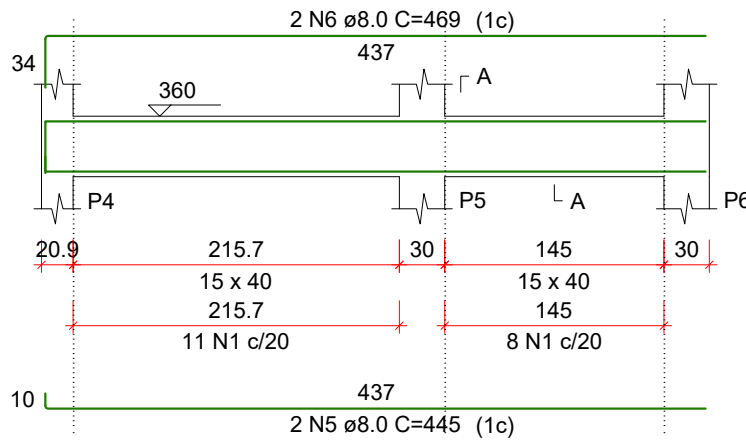 2 N6 ø8.0 C=469 (1c)
437
34
A
360
P4
P5
A
P6
20.9
215.7
30
145
30
15 x 40
15 x 40
215.7
145
11 N1 c/20
8 N1 c/20
10
437
2 N5 ø8.0 C=445 (1c)